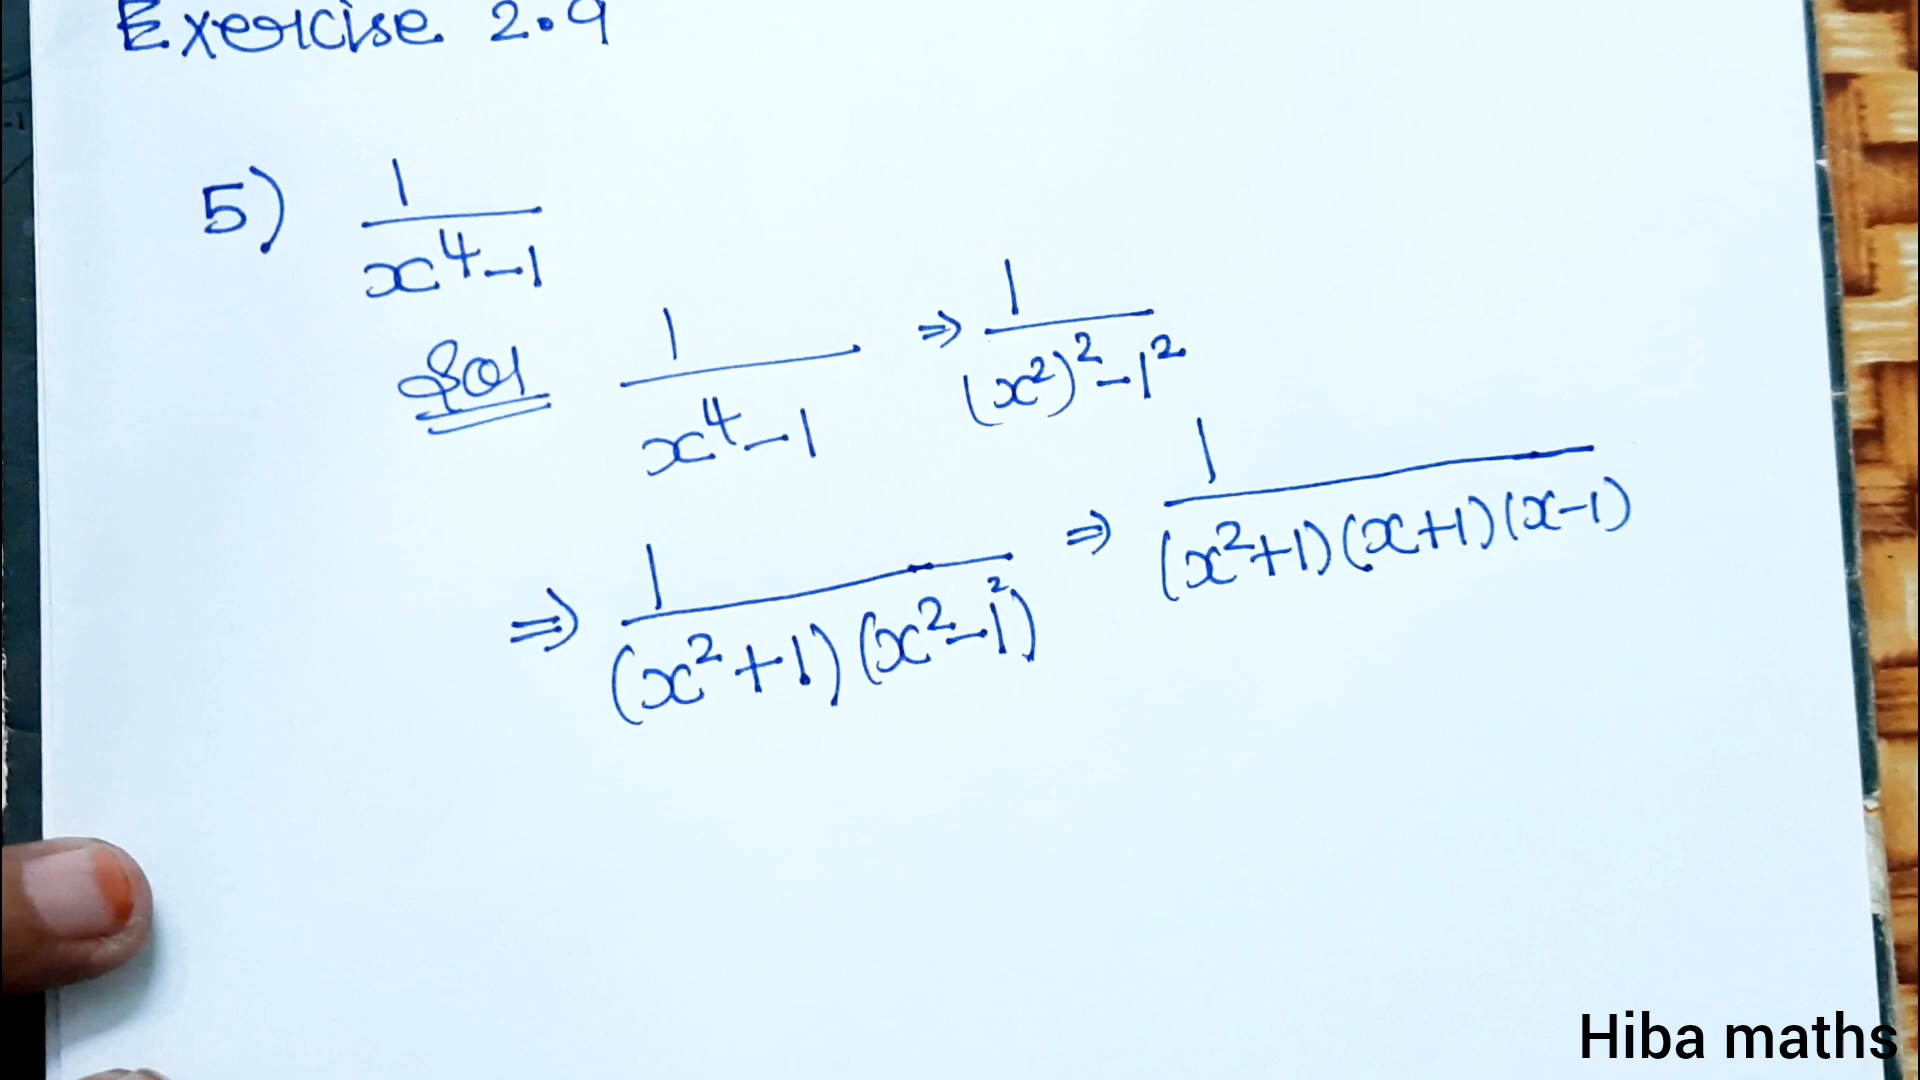 Exercise 2.9
5) 1/(x⁴-1)
Sol 1/(x⁴-1) ⇒ 1/((x²)²-1²)
⇒ 1/((x²+1)(x²-1²)) ⇒ 1/((x²+1)(x+1)(x-1))
Hiba maths